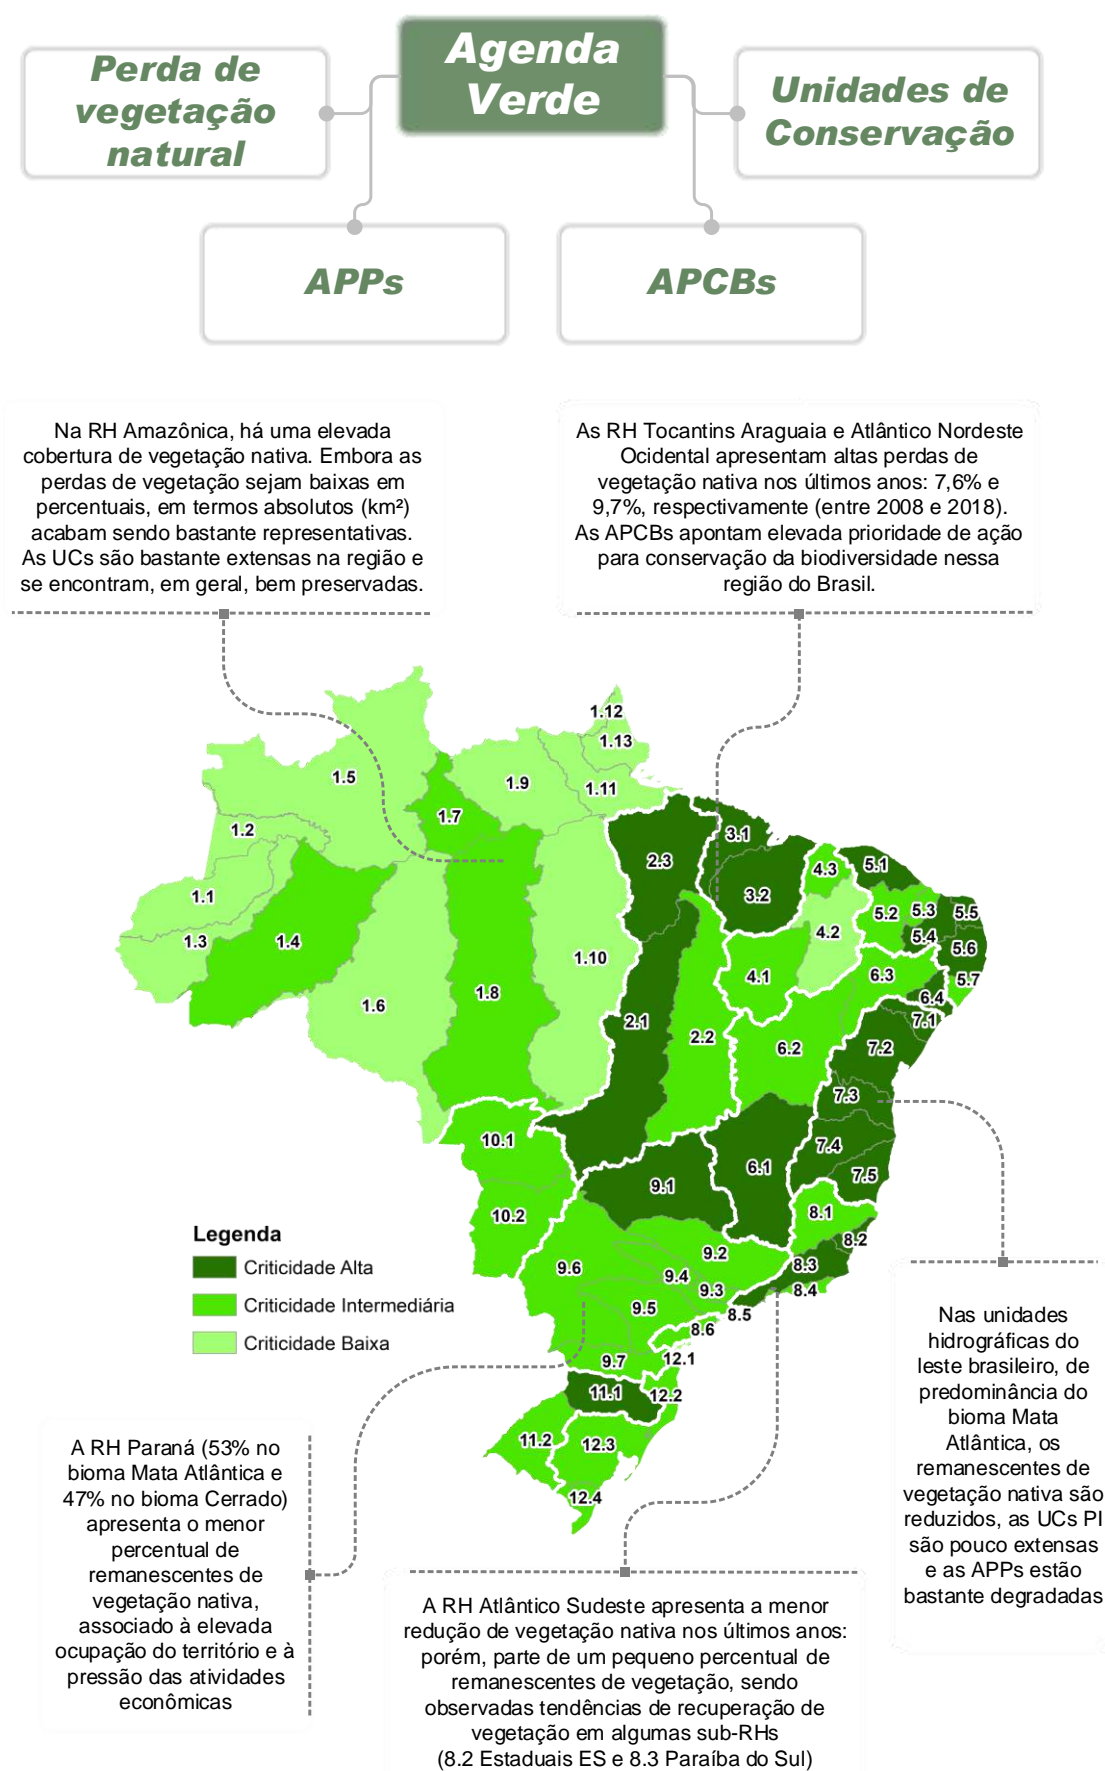 Agenda
Verde
Perda de
vegetação
natural
Unidades de
Conservação
APPs
APCBs
Na RH Amazônica, há uma elevada
cobertura de vegetação nativa. Embora as
perdas de vegetação sejam baixas em
percentuais, em termos absolutos (km²)
acabam sendo bastante representativas.
As UCs são bastante extensas na região e
se encontram, em geral, bem preservadas.
As RH Tocantins Araguaia e Atlântico Nordeste
Ocidental apresentam altas perdas de
vegetação nativa nos últimos anos: 7,6% e
9,7%, respectivamente (entre 2008 e 2018).
As APCBs apontam elevada prioridade de ação
para conservação da biodiversidade nessa
região do Brasil.
1.12
1.13
1.5
1.9
1.11
1.7
1.2
3.1
2.3
4.3
5.1
1.1
3.2
5.2
5.3
5.5
1.3
1.4
4.2
5.4
5.6
1.10
4.1
6.3
5.7
1.6
1.8
6.4
2.1
7.1
2.2
6.2
7.2
7.3
10.1
7.4
6.1
7.5
9.1
10.2
8.1
8.2
9.2
8.3
9.6
9.4
9.3
8.4
9.5
8.5
8.6
9.7
12.1
11.1
12.2
11.2
12.3
12.4
Legenda
Criticidade Alta
Criticidade Intermediária
Criticidade Baixa
Nas unidades
hidrográficas do
leste brasileiro, de
predominância do
bioma Mata
Atlântica, os
remanescentes de
vegetação nativa são
reduzidos, as UCs PI
são pouco extensas
e as APPs estão
bastante degradadas
A RH Paraná (53% no
bioma Mata Atlântica e
47% no bioma Cerrado)
apresenta o menor
percentual de
remanescentes de
vegetação nativa,
associado à elevada
ocupação do território e à
pressão das atividades
econômicas
A RH Atlântico Sudeste apresenta a menor
redução de vegetação nativa nos últimos anos:
porém, parte de um pequeno percentual de
remanescentes de vegetação, sendo
observadas tendências de recuperação de
vegetação em algumas sub-RHs
(8.2 Estaduais ES e 8.3 Paraíba do Sul)